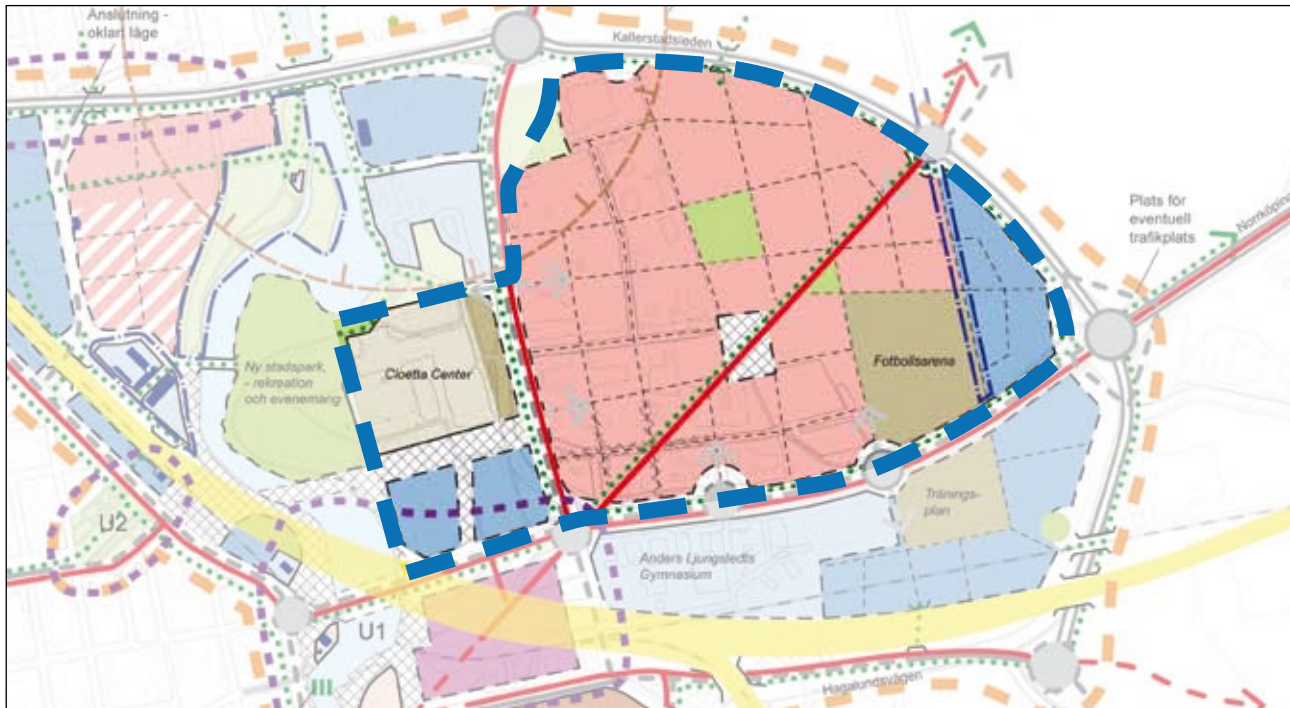 Anslutning -
oklart läge
Kallerstadsleden
Plats för
eventuell
trafikplats
Norrköping
Ny stadspark,
- rekreation
och evenemang
Cloetta Center
Fotbollsarena
Tränings-
plan
Anders Ljungstedts
Gymnasium
U2
U1
Hagalundsvägen